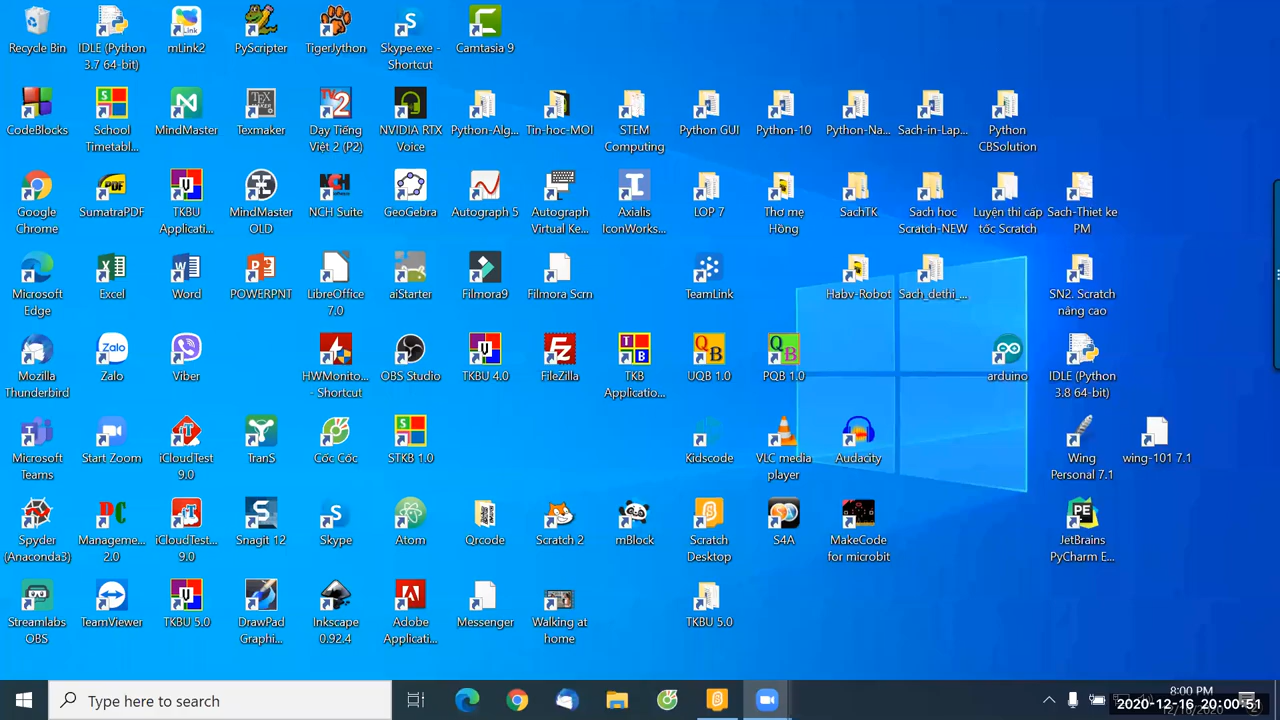 Recycle Bin
IDLE (Python
3.7 64-bit)
mLink2
PyScripter
TigerJython
Skype.exe -
Shortcut
Camtasia 9
CodeBlocks
School
Timetabl...
MindMaster
Texmaker
Dạy Tiếng
Việt 2 (P2)
NVIDIA RTX
Voice
Python-Alg...
Tin-hoc-MOI
STEM
Computing
Python GUI
Python-10
Python-Na...
Sach-in-Lap...
Python
CBSolution
Google
Chrome
SumatraPDF
TKBU
Applicati...
MindMaster
OLD
NCH Suite
GeoGebra
Autograph 5
Autograph
Virtual Ke...
Axialis
IconWorks...
LOP 7
Thơ mẹ
Hồng
SachTK
Sach hoc
Scratch-NEW
Luyện thi cấp
tốc Scratch
Sach-Thiet ke
PM
Microsoft
Edge
Excel
Word
POWERPNT
LibreOffice
7.0
aiStarter
Filmora9
Filmora Scrn
TeamLink
Habv-Robot
Sach_dethi_...
SN2. Scratch
nâng cao
Mozilla
Thunderbird
Zalo
Viber
HWMonito...
- Shortcut
OBS Studio
TKBU 4.0
FileZilla
TKB
Applicatio...
UQB 1.0
PQB 1.0
arduino
IDLE (Python
3.8 64-bit)
Microsoft
Teams
Start Zoom
iCloudTest
9.0
TranS
Cốc Cốc
STKB 1.0
Kidscode
VLC media
player
Audacity
Wing
Personal 7.1
wing-101 7.1
Spyder
(Anaconda3)
Manageme...
2.0
iCloudTest...
9.0
Snagit 12
Skype
Atom
Qrcode
Scratch 2
mBlock
Scratch
Desktop
S4A
MakeCode
for microbit
JetBrains
PyCharm E...
Streamlabs
OBS
TeamViewer
TKBU 5.0
DrawPad
Graphi...
Inkscape
0.92.4
Adobe
Applicati...
Messenger
Walking at
home
TKBU 5.0
Type here to search
8:00 PM
2020-12-16 20:00:51